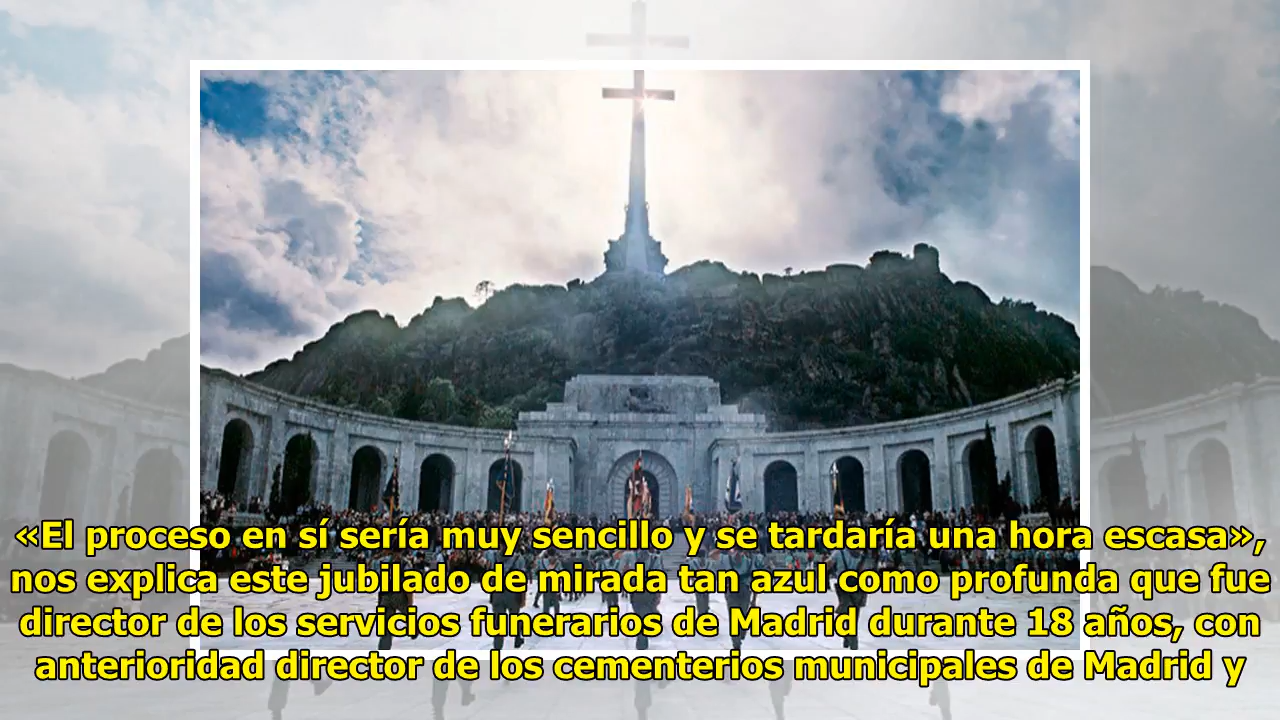 «El proceso en sí sería muy sencillo y se tardaría una hora escasa»,
nos explica este jubilado de mirada tan azul como profunda que fue
director de los servicios funerarios de Madrid durante 18 años, con
anterioridad director de los cementerios municipales de Madrid y